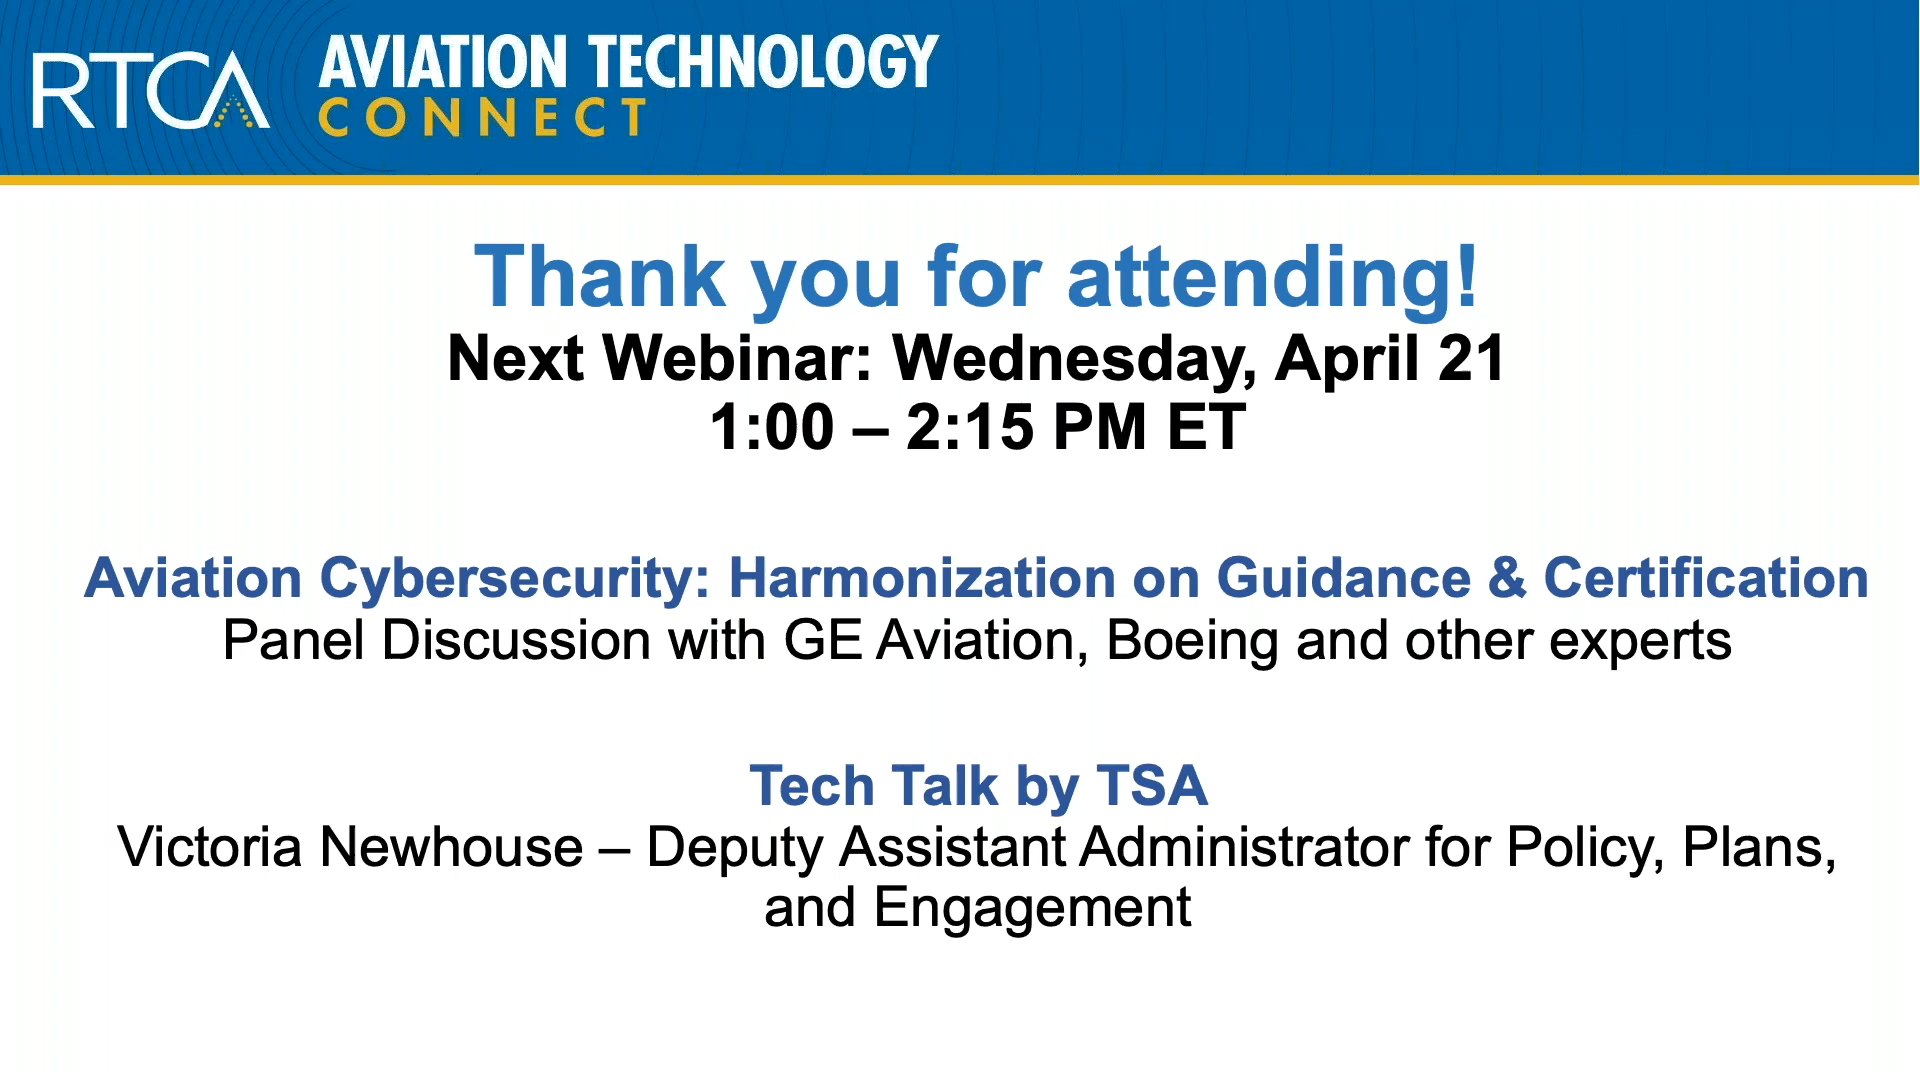 RTCA
AVIATION TECHNOLOGY
CONNECT
Thank you for attending!
Next Webinar: Wednesday, April 21
1:00 – 2:15 PM ET
Aviation Cybersecurity: Harmonization on Guidance & Certification
Panel Discussion with GE Aviation, Boeing and other experts
Tech Talk by TSA
Victoria Newhouse – Deputy Assistant Administrator for Policy, Plans,
and Engagement